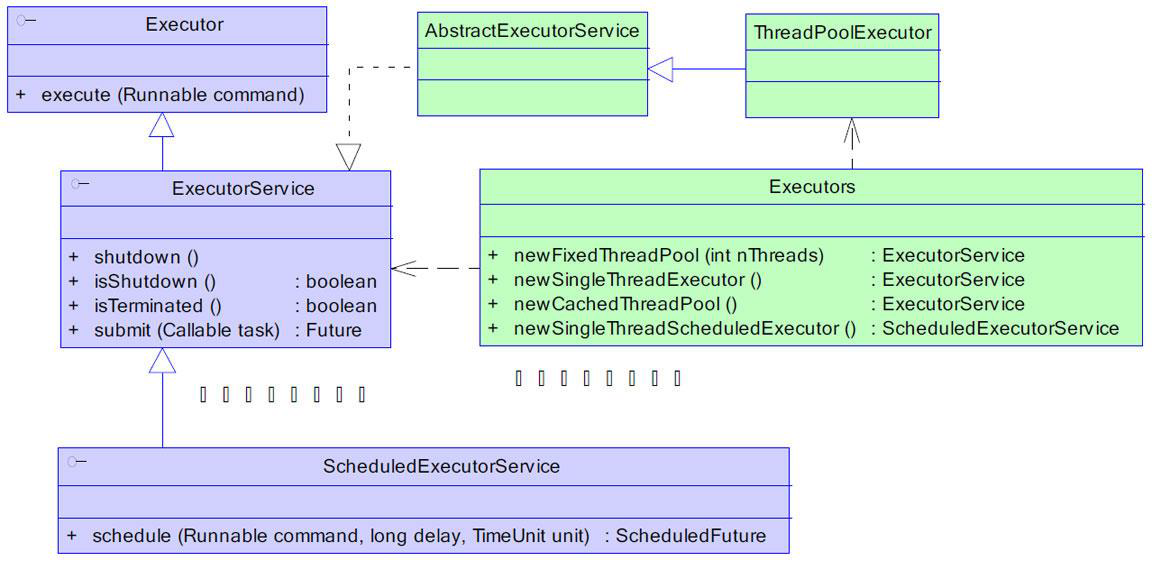 Executor
+ execute (Runnable command)
AbstractExecutorService
ThreadPoolExecutor
ExecutorService
+ shutdown ()
+ isShutdown () : boolean
+ isTerminated () : boolean
+ submit (Callable task) : Future
Executors
+ newFixedThreadPool (int nThreads) : ExecutorService
+ newSingleThreadExecutor () : ExecutorService
+ newCachedThreadPool () : ExecutorService
+ newSingleThreadScheduledExecutor () : ScheduledExecutorService
ScheduledExecutorService
+ schedule (Runnable command, long delay, TimeUnit unit) : ScheduledFuture